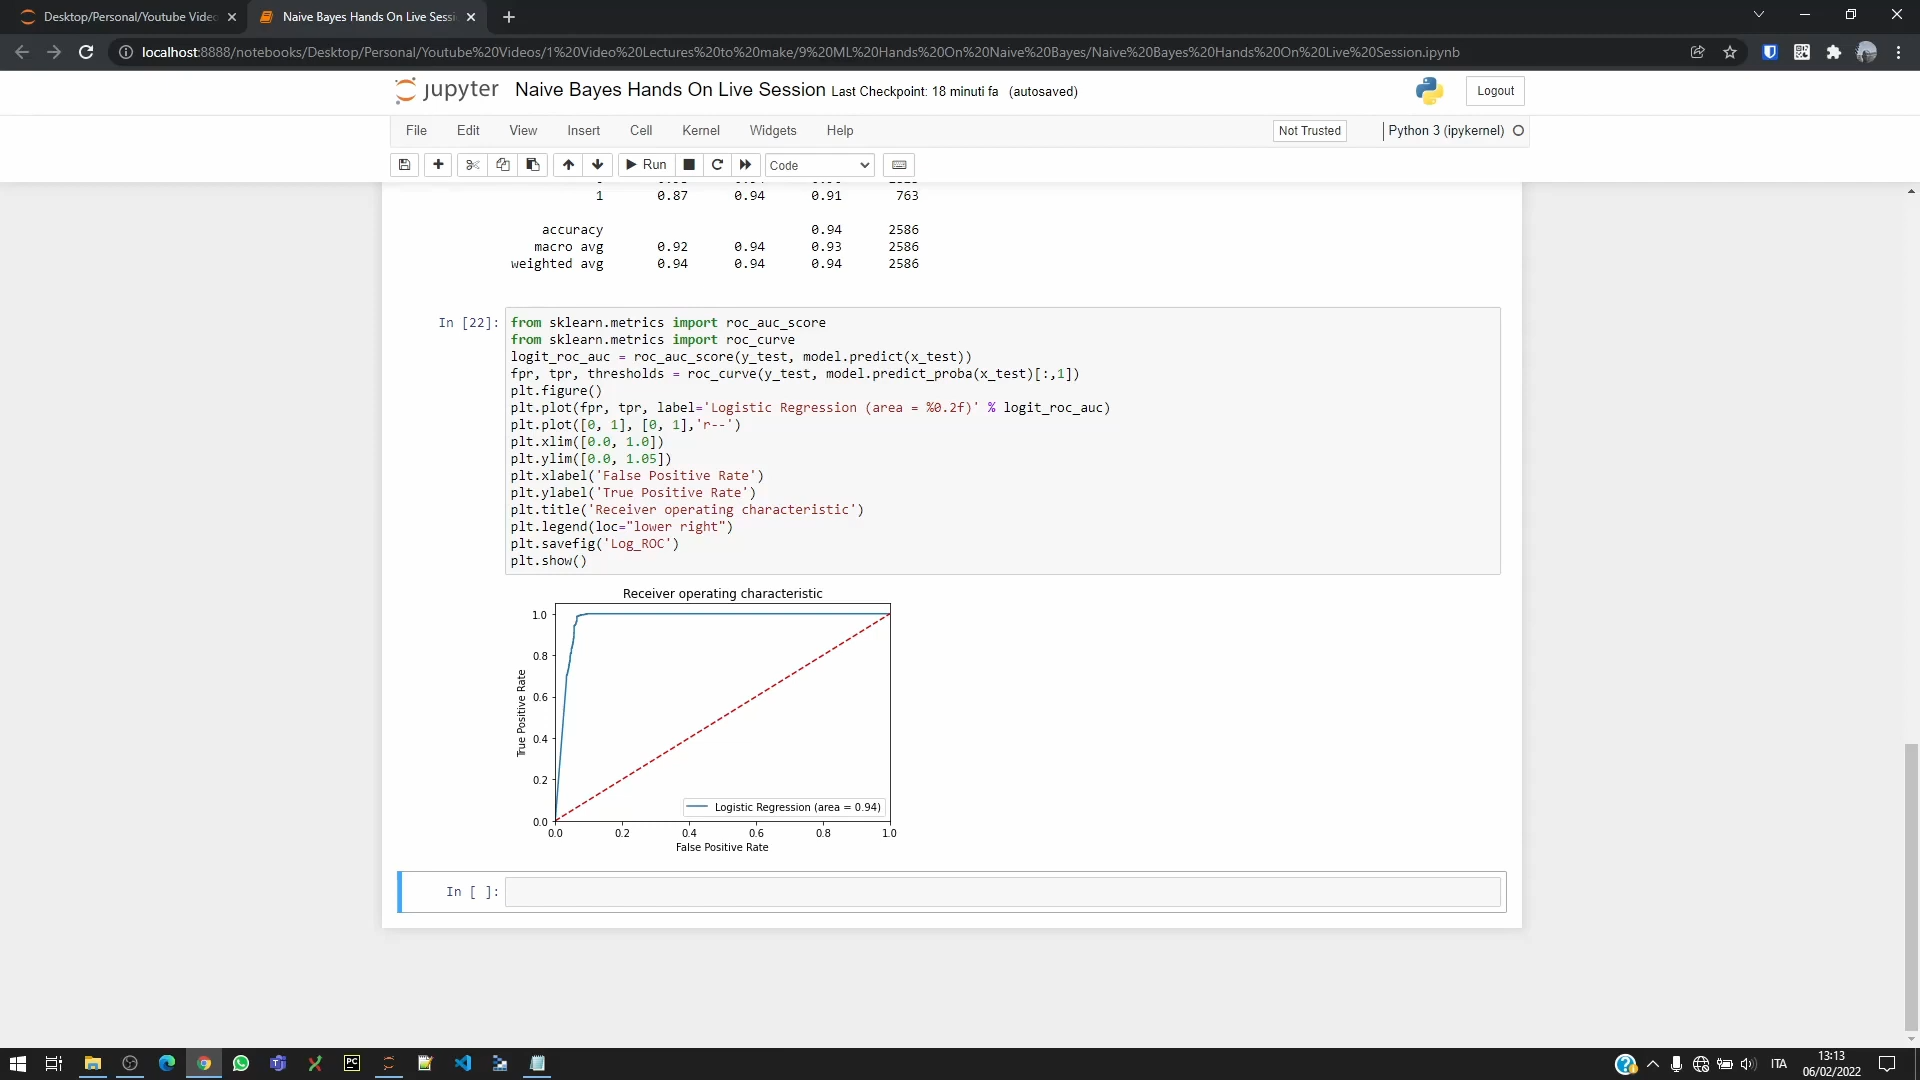 Desktop/Personal/Youtube Video
Naive Bayes Hands On Live Sessi
localhost:8888/notebooks/Desktop/Personal/Youtube%20Videos/1%20Video%20Lectures%20to%20make/9%20ML%20Hands%20On%20Naive%20Bayes/Naive%20Bayes%20Hands%20On%20Live%20Session.ipynb
jupyter Naive Bayes Hands On Live Session Last Checkpoint: 18 minuti fa (autosaved)
Logout
File Edit View Insert Cell Kernel Widgets Help
Not Trusted
Python 3 (ipykernel)
Run
Code
1 0.87 0.94 0.91 763
accuracy 0.94 2586
macro avg 0.92 0.94 0.93 2586
weighted avg 0.94 0.94 0.94 2586
In [22]:
from sklearn.metrics import roc_auc_score
from sklearn.metrics import roc_curve
logit_roc_auc = roc_auc_score(y_test, model.predict(x_test))
fpr, tpr, thresholds = roc_curve(y_test, model.predict_proba(x_test)[:,1])
plt.figure()
plt.plot(fpr, tpr, label='Logistic Regression (area = %0.2f)' % logit_roc_auc)
plt.plot([0, 1], [0, 1],'r--')
plt.xlim([0.0, 1.0])
plt.ylim([0.0, 1.05])
plt.xlabel('False Positive Rate')
plt.ylabel('True Positive Rate')
plt.title('Receiver operating characteristic')
plt.legend(loc="lower right")
plt.savefig('Log_ROC')
plt.show()
Receiver operating characteristic
1.0
0.8
0.6
0.4
0.2
0.0
True Positive Rate
Logistic Regression (area = 0.94)
0.0 0.2 0.4 0.6 0.8 1.0
False Positive Rate
In [ ]:
PC
ITA
13:13
06/02/2022